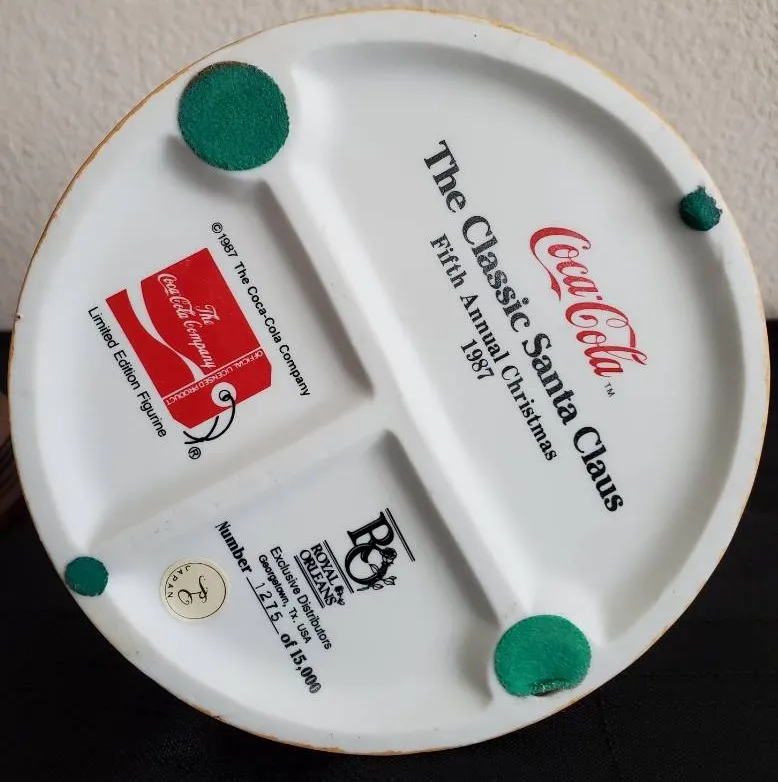 Coca-Cola TM
The Classic Santa Claus
Fifth Annual Christmas
1987
©1987 The Coca-Cola Company
The
Coca-Cola Company
OFFICIAL LICENSED PRODUCT
®
Limited Edition Figurine
RO
ROYAL
ORLEANS
Exclusive Distributors
Georgetown, Tx. USA
Number 1275 of 15,000
JAPAN